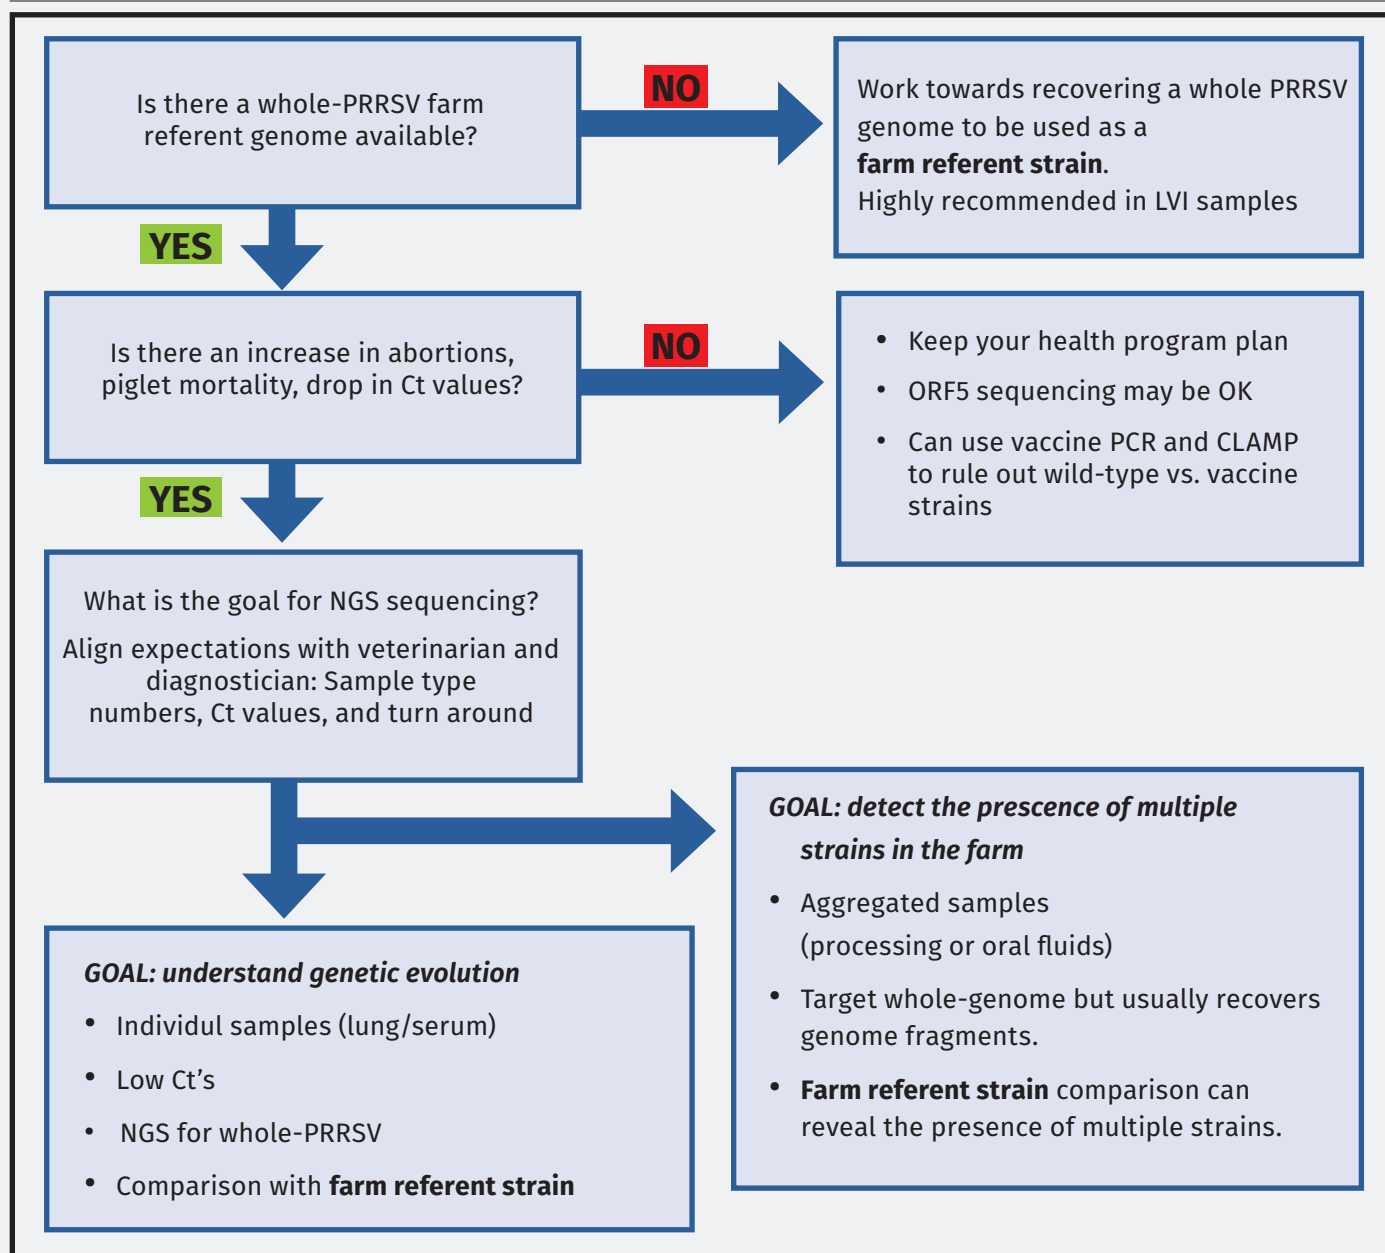 Is there a whole-PRRSV farm
referent genome available?
NO
Work towards recovering a whole PRRSV
genome to be used as a
farm referent strain.
Highly recommended in LVI samples
YES
Is there an increase in abortions,
piglet mortality, drop in Ct values?
NO
• Keep your health program plan
• ORF5 sequencing may be OK
• Can use vaccine PCR and CLAMP
to rule out wild-type vs. vaccine
strains
YES
What is the goal for NGS sequencing?
Align expectations with veterinarian and
diagnostician: Sample type
numbers, Ct values, and turn around
GOAL: detect the prescence of multiple
strains in the farm
• Aggregated samples
(processing or oral fluids)
• Target whole-genome but usually recovers
genome fragments.
• Farm referent strain comparison can
reveal the presence of multiple strains.
GOAL: understand genetic evolution
• Individul samples (lung/serum)
• Low Ct’s
• NGS for whole-PRRSV
• Comparison with farm referent strain